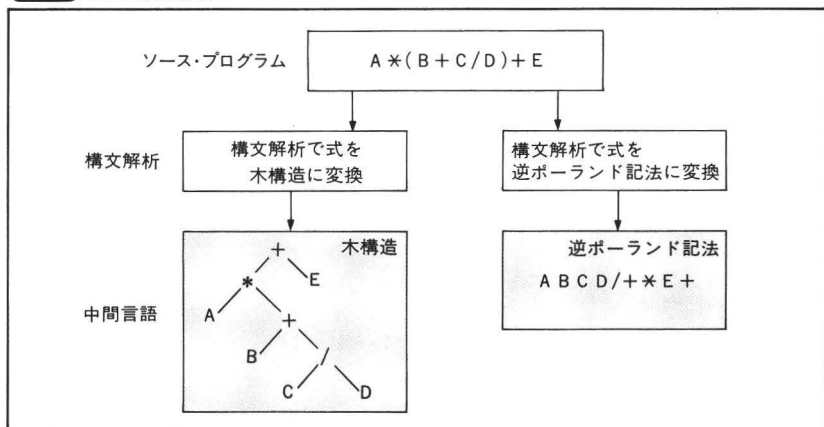 ソース・プログラム
A*(B+C/D)+E
構文解析
構文解析で式を
木構造に変換
構文解析で式を
逆ポーランド記法に変換
中間言語
木構造
+
* E
A +
B /
C D
逆ポーランド記法
A B C D/+*E+